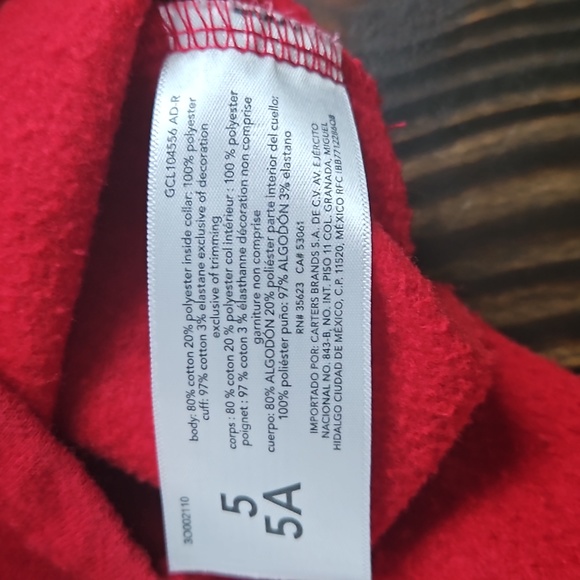 GCL104556 AD-R
body: 80% cotton 20% polyester inside collar: 100% polyester
cuff: 97% cotton 3% elastane exclusive of decoration
exclusive of trimming
corps : 80 % coton 20 % polyester col intérieur : 100 % polyester
poignet : 97 % coton 3 % élasthanne décoration non comprise
garniture non comprise
cuerpo: 80% ALGODÓN 20% poliéster parte interior del cuello:
100% poliéster puño: 97% ALGODÓN 3% elastano
RN# 35623 CA# 53061
IMPORTADO POR: CARTERS BRANDS S.A. DE C.V. AV. EJÉRCITO
NACIONAL NO. 843-B, NO. INT. PISO 11 COL. GRANADA, MIGUEL
HIDALGO CIUDAD DE MÉXICO, C.P. 11520, MÉXICO RFC
3O002110
5
5A